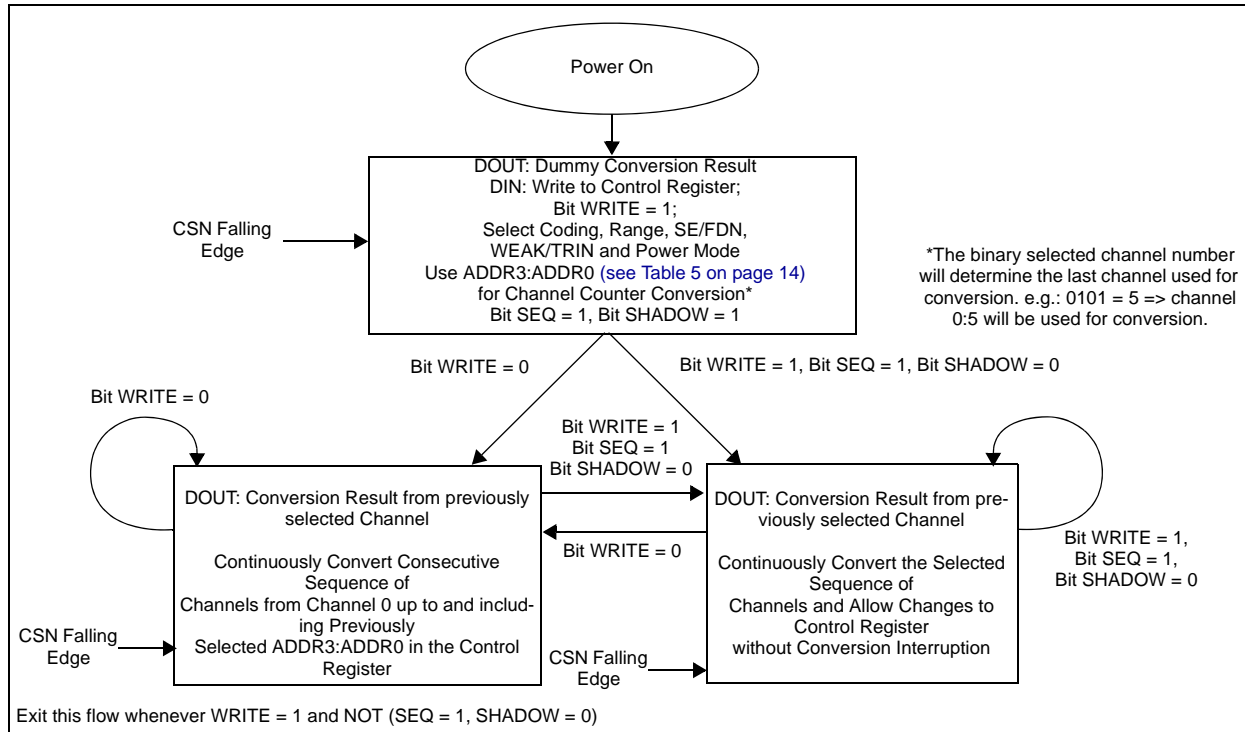 Power On
DOUT: Dummy Conversion Result
DIN: Write to Control Register;
Bit WRITE = 1;
Select Coding, Range, SE/FDN,
WEAK/TRIN and Power Mode
Use ADDR3:ADDR0 (see Table 5 on page 14)
for Channel Counter Conversion*
Bit SEQ = 1, Bit SHADOW = 1
CSN Falling
Edge
*The binary selected channel number
will determine the last channel used for
conversion. e.g.: 0101 = 5 => channel
0:5 will be used for conversion.
Bit WRITE = 0
Bit WRITE = 1, Bit SEQ = 1, Bit SHADOW = 0
Bit WRITE = 0
Bit WRITE = 1
Bit SEQ = 1
Bit SHADOW = 0
DOUT: Conversion Result from previously
selected Channel
Continuously Convert Consecutive
Sequence of
Channels from Channel 0 up to and includ-
ing Previously
Selected ADDR3:ADDR0 in the Control
Register
CSN Falling
Edge
Bit WRITE = 0
DOUT: Conversion Result from pre-
viously selected Channel
Continuously Convert the Selected
Sequence of
Channels and Allow Changes to
Control Register
without Conversion Interruption
Bit WRITE = 1,
Bit SEQ = 1,
Bit SHADOW = 0
CSN Falling
Edge
Exit this flow whenever WRITE = 1 and NOT (SEQ = 1, SHADOW = 0)